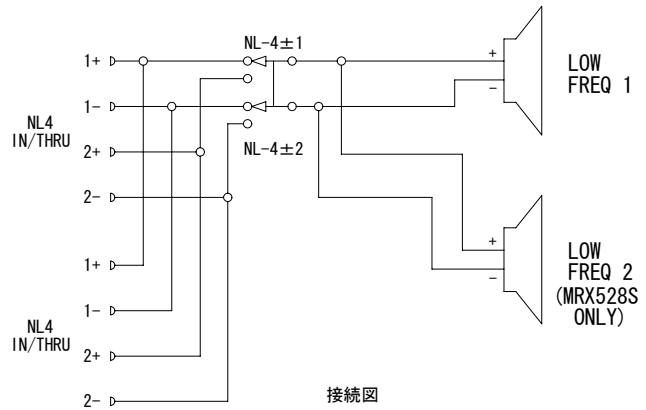 NL-4±1
1+
1-
NL4
IN/THRU
2+
2-
NL-4±2
+
-
LOW
FREQ 1
1+
1-
NL4
IN/THRU
2+
2-
+
-
LOW
FREQ 2
(MRX528S
ONLY)
接続図